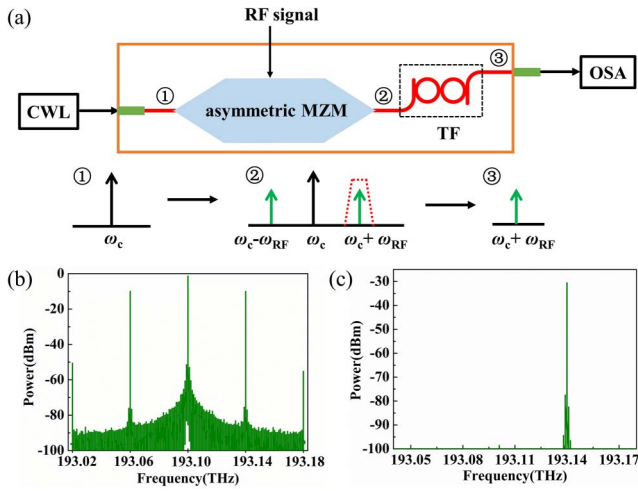 (a)
RF signal
③
CWL
①
asymmetric MZM
②
OSA
TF
①
②
③
ωc
ωc-ωRF
ωc
ωc+ ωRF
ωc+ ωRF
(b)
0
-20
-40
-60
-80
-100
Power(dBm)
193.02 193.06 193.10 193.14 193.18
Frequency(THz)
(c)
-30
-40
-50
-60
-70
-80
-90
-100
Power(dBm)
193.05 193.08 193.11 193.14 193.17
Frequency(THz)